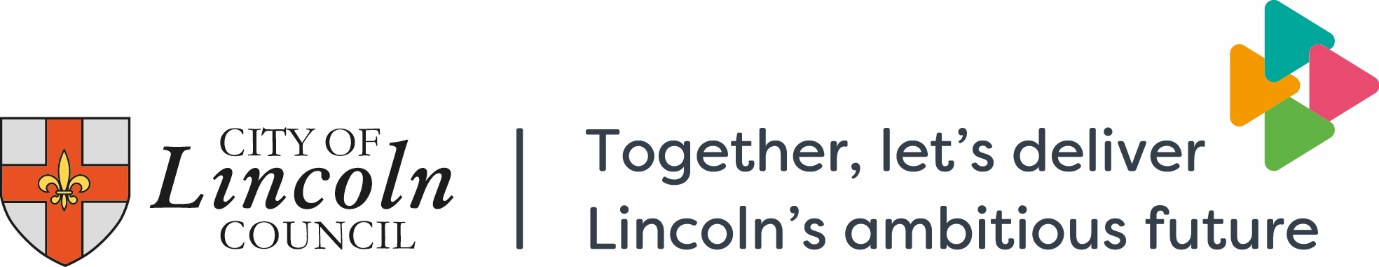 CITY OF
Lincoln
COUNCIL
Together, let's deliver
Lincoln's ambitious future